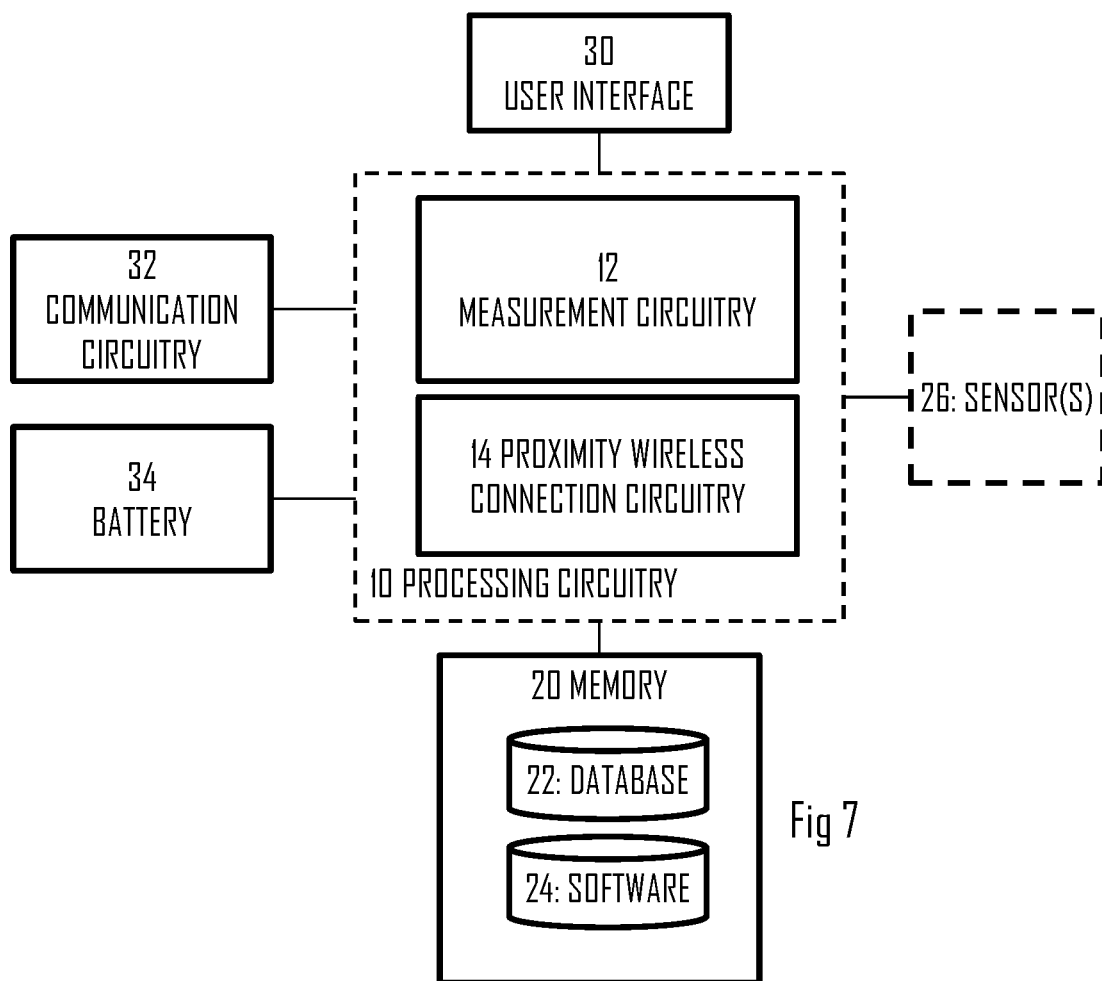 30
USER INTERFACE
32
COMMUNICATION
CIRCUITRY
12
MEASUREMENT CIRCUITRY
26: SENSOR(S)
34
BATTERY
14 PROXIMITY WIRELESS
CONNECTION CIRCUITRY
10 PROCESSING CIRCUITRY
20 MEMORY
22: DATABASE
24: SOFTWARE
Fig 7